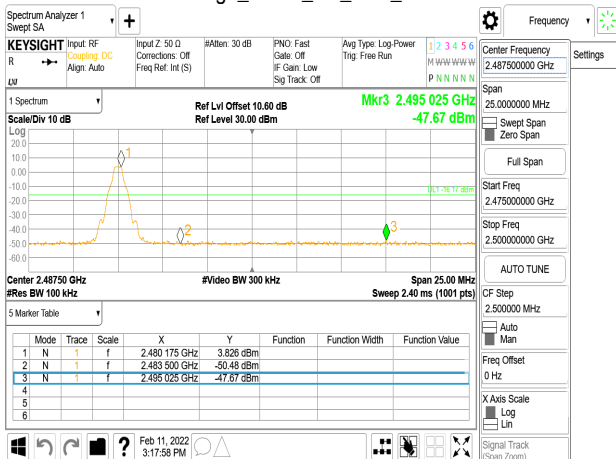 Spectrum Analyzer 1
Swept SA
+
Frequency
KEYSIGHT
R
LXI
Input: RF
Coupling: DC
Align: Auto
Input Z: 50 Ω
Corrections: Off
Freq Ref: Int (S)
#Atten: 30 dB
PNO: Fast
Gate: Off
IF Gain: Low
Sig Track: Off
Avg Type: Log-Power
Trig: Free Run
1 2 3 4 5 6
M W W W W W
P N N N N N
1 Spectrum
Scale/Div 10 dB
Ref Lvl Offset 10.60 dB
Ref Level 30.00 dBm
Mkr3 2.495 025 GHz
-47.67 dBm
Log
20.0
10.0
0.00
-10.0
-20.0
-30.0
-40.0
-50.0
-60.0
1
2
3
DL1 -16.17 dBm
Center 2.48750 GHz
#Res BW 100 kHz
#Video BW 300 kHz
Span 25.00 MHz
Sweep 2.40 ms (1001 pts)
5 Marker Table
Mode Trace Scale X Y Function Function Width Function Value
1 N 1 f 2.480 175 GHz 3.826 dBm
2 N 1 f 2.483 500 GHz -50.48 dBm
3 N 1 f 2.495 025 GHz -47.67 dBm
4
5
6
?
Feb 11, 2022
3:17:58 PM
Center Frequency
2.487500000 GHz
Settings
Span
25.0000000 MHz
Swept Span
Zero Span
Full Span
Start Freq
2.475000000 GHz
Stop Freq
2.500000000 GHz
AUTO TUNE
CF Step
2.500000 MHz
Auto
Man
Freq Offset
0 Hz
X Axis Scale
Log
Lin
Signal Track
(Span Zoom)